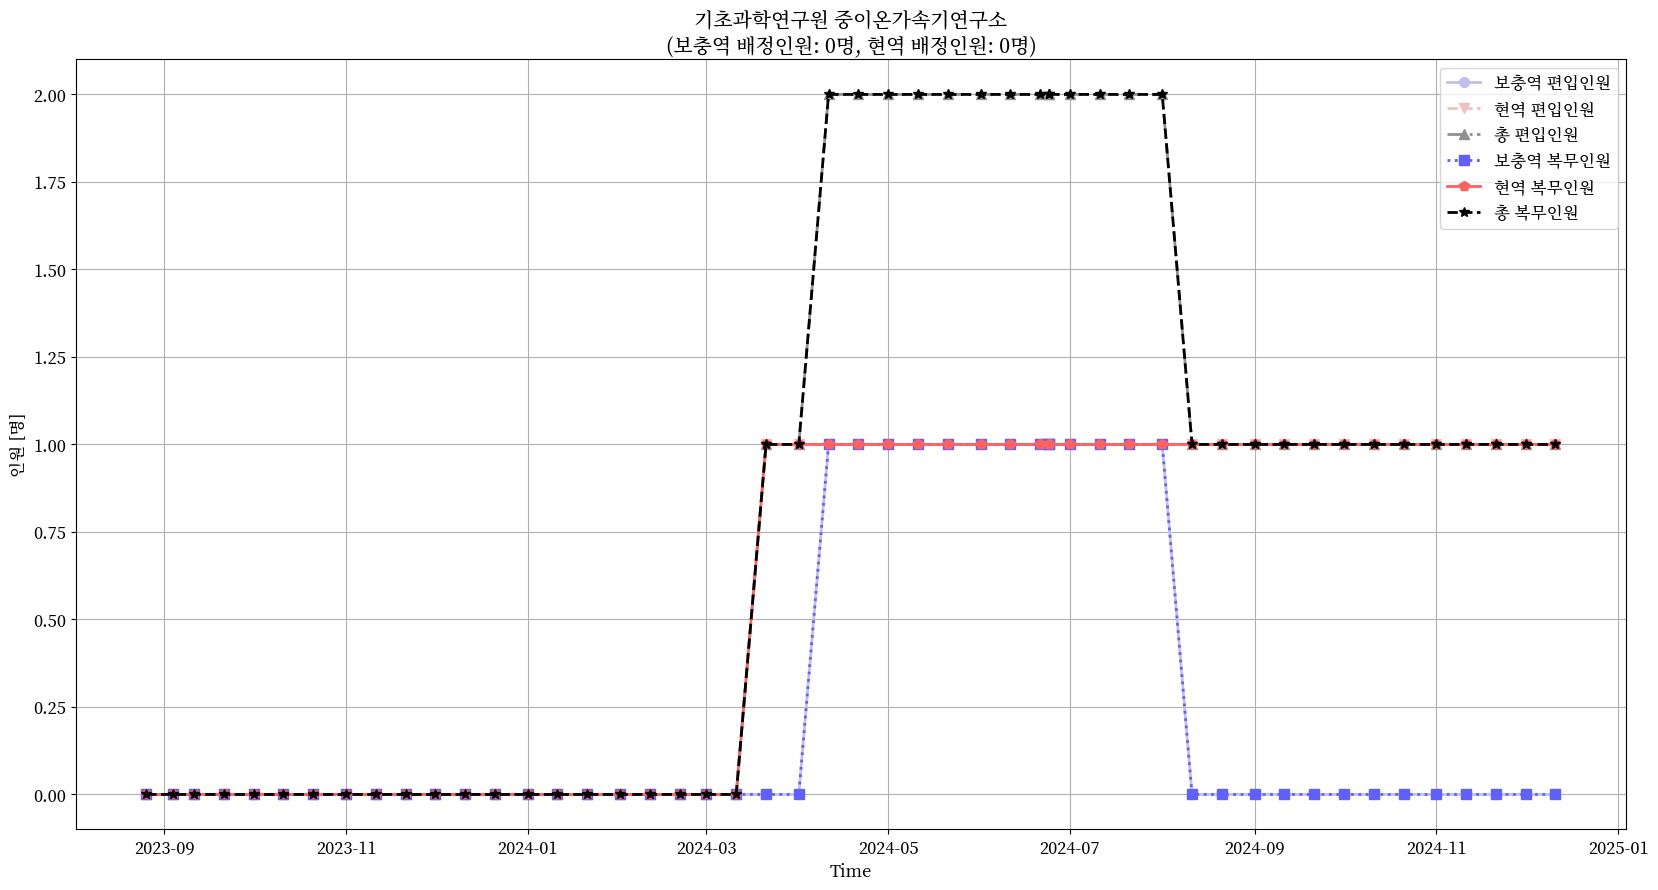 기초과학연구원 중이온가속기연구소
(보충역 배정인원: 0명, 현역 배정인원: 0명)
보충역 편입인원
현역 편입인원
총 편입인원
보충역 복무인원
현역 복무인원
총 복무인원
인원 [명]
2.00
1.75
1.50
1.25
1.00
0.75
0.50
0.25
0.00
2023-09
2023-11
2024-01
2024-03
2024-05
2024-07
2024-09
2024-11
2025-01
Time